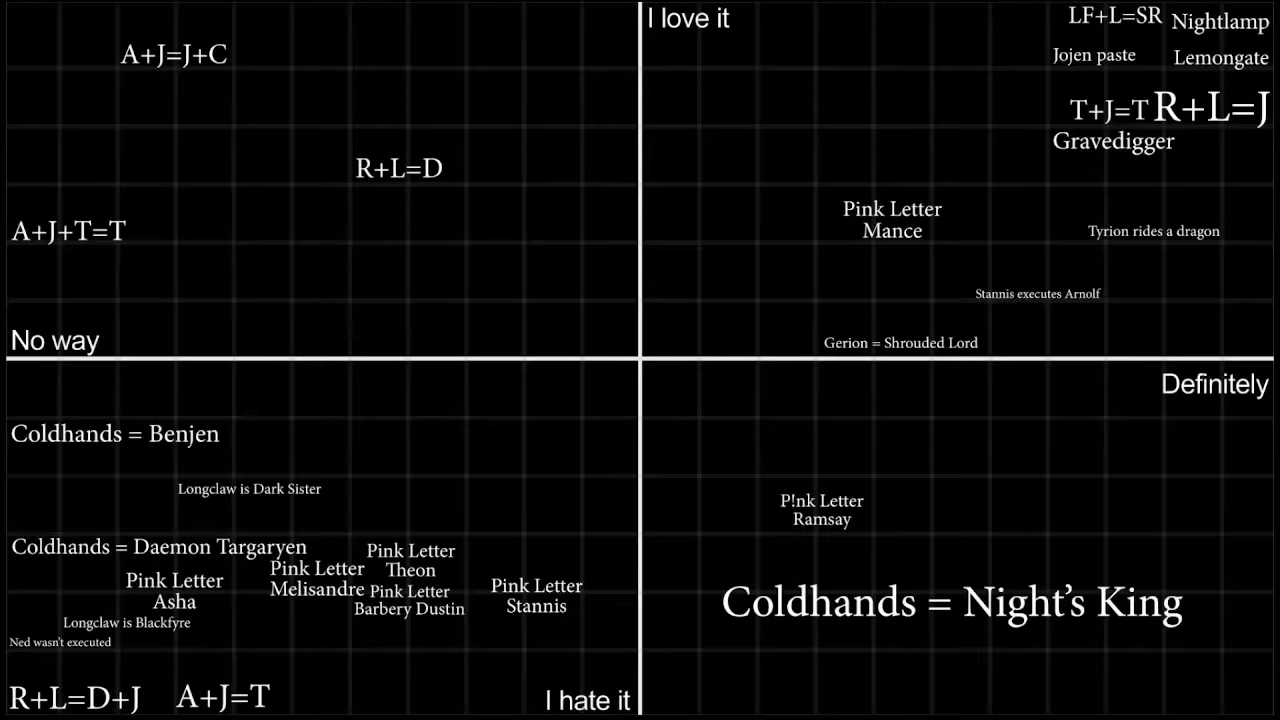 A+J=J+C
R+L=D
A+J+T=T
No way
I love it
LF+L=SR
Nightlamp
Jojen paste
Lemongate
T+J=T
R+L=J
Gravedigger
Pink Letter
Mance
Tyrion rides a dragon
Stannis executes Arnolf
Gerion = Shrouded Lord
Coldhands = Benjen
Longclaw is Dark Sister
Coldhands = Daemon Targaryen
Pink Letter
Theon
Pink Letter
Melisandre
Pink Letter
Asha
Pink Letter
Barbery Dustin
Pink Letter
Stannis
Longclaw is Blackfyre
Ned wasn't executed
R+L=D+J
A+J=T
I hate it
Definitely
P!nk Letter
Ramsay
Coldhands = Night's King